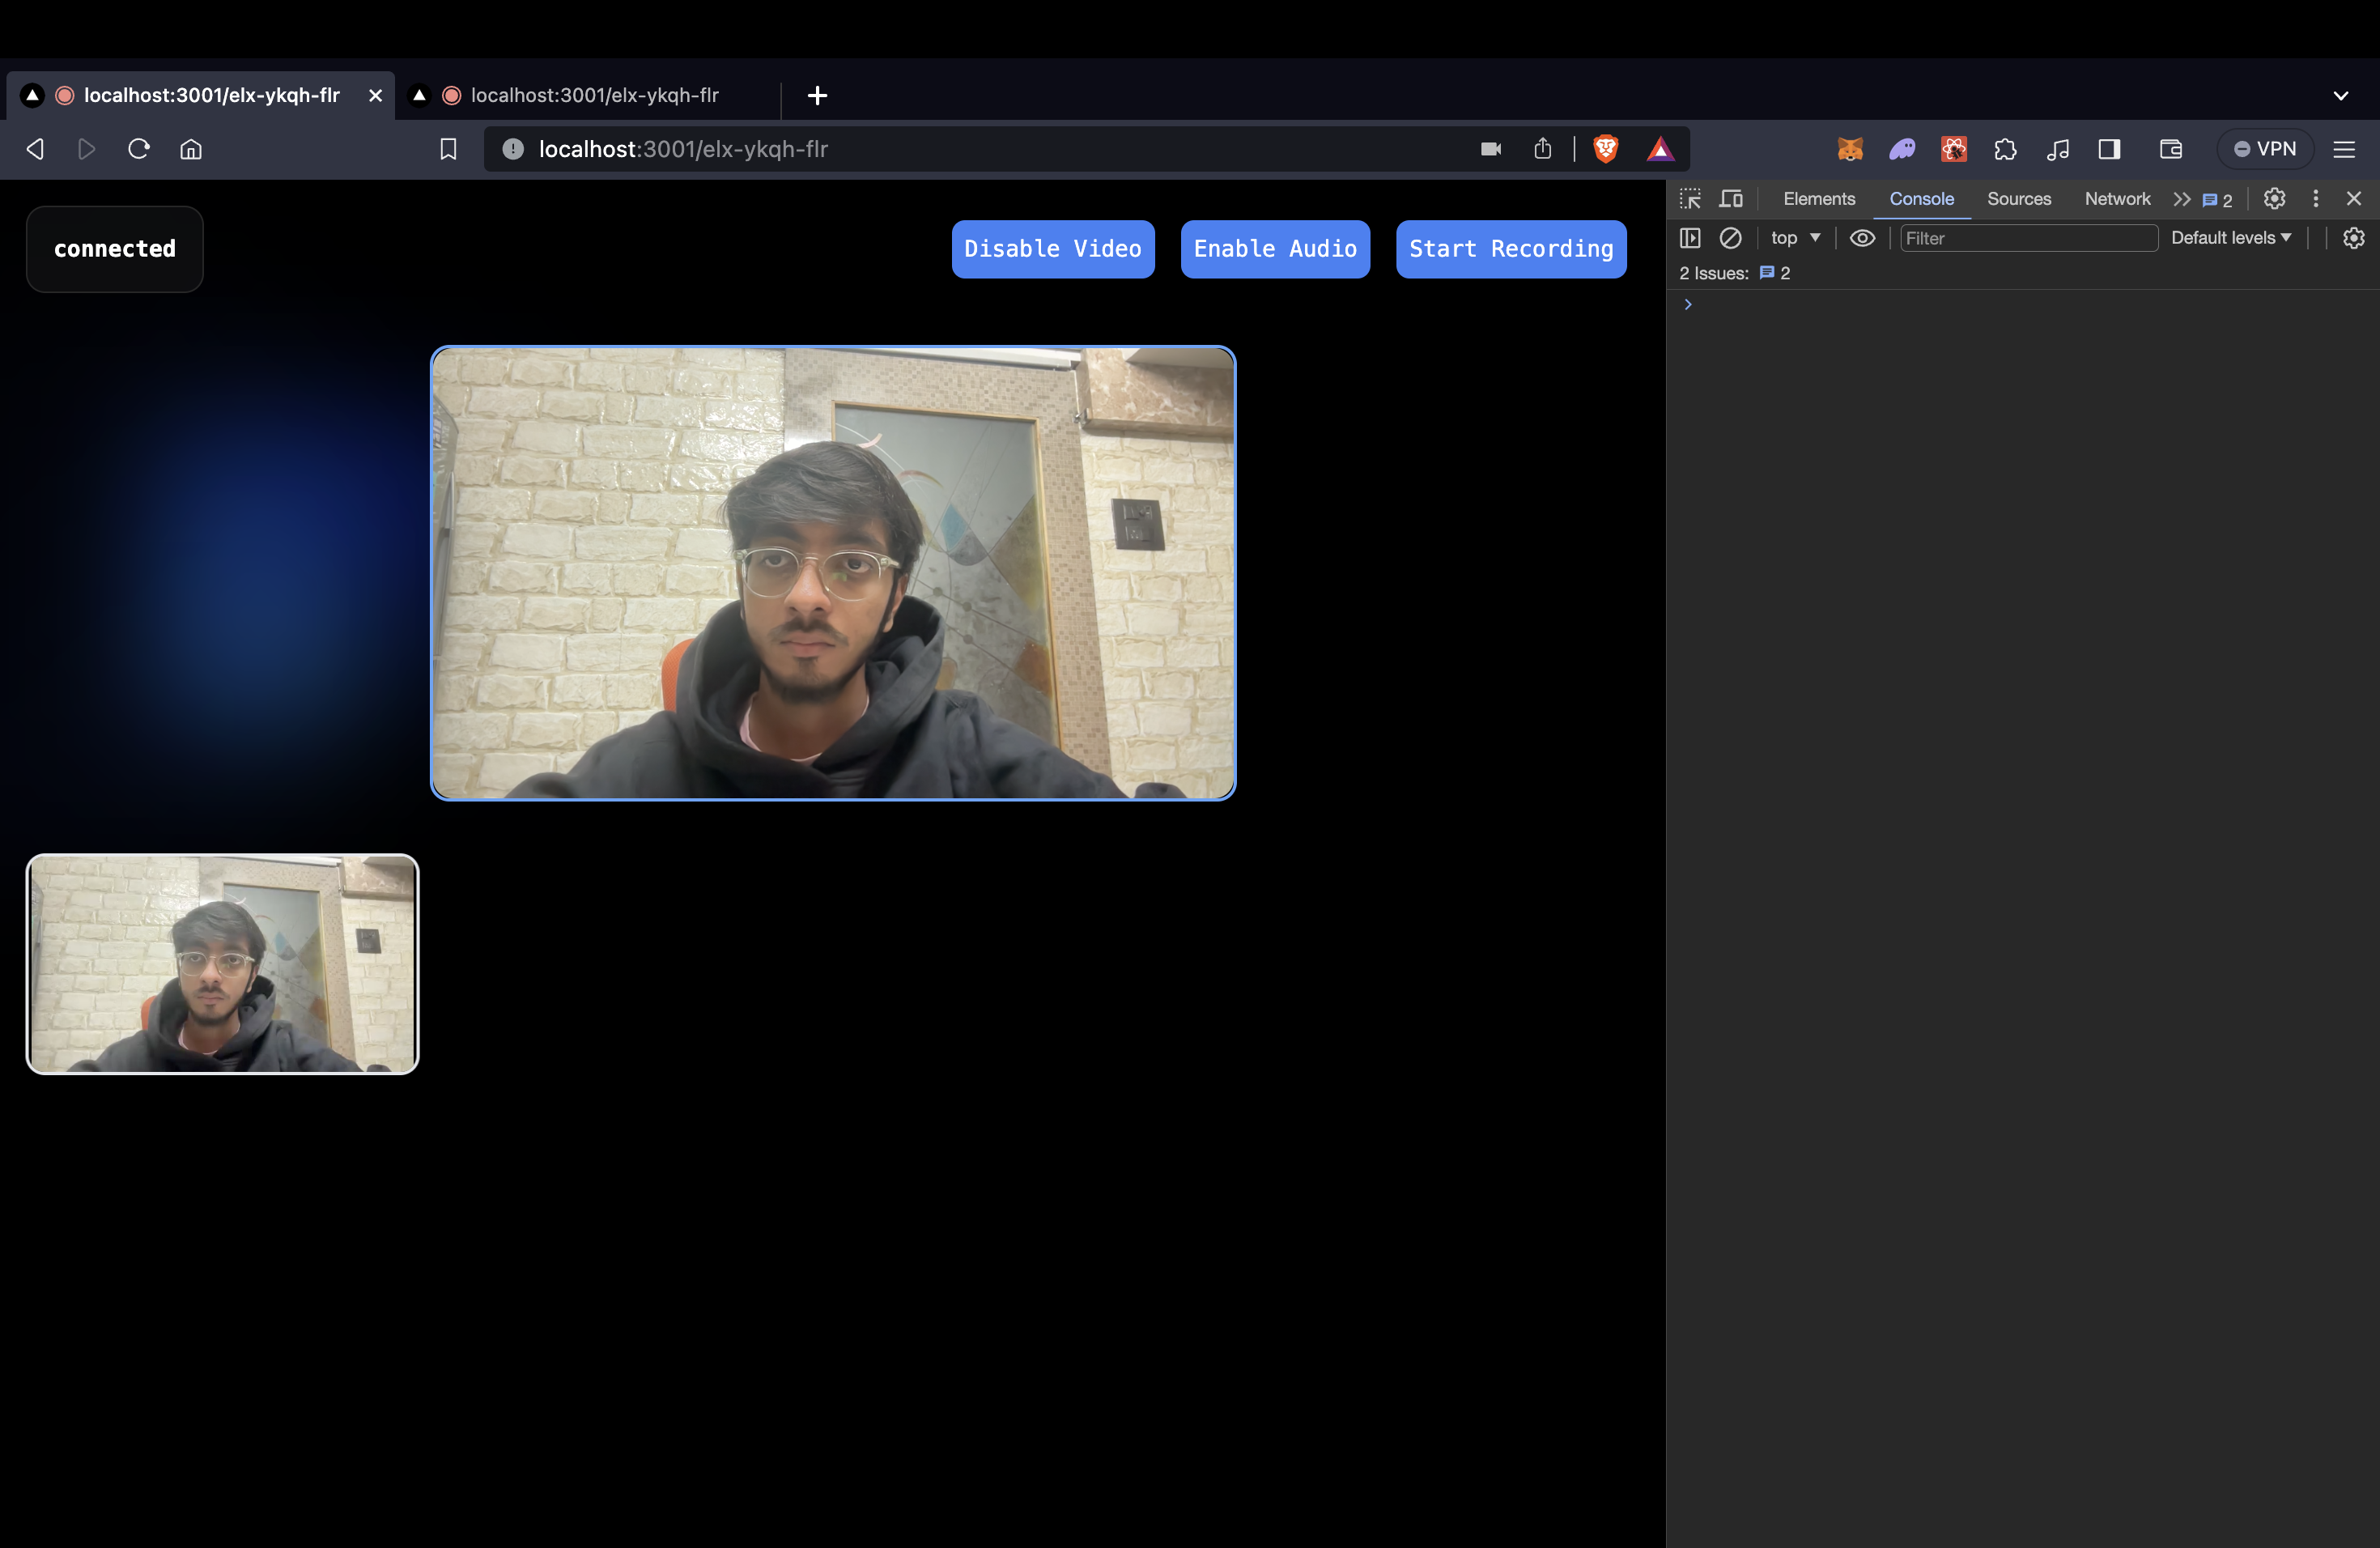 localhost:3001/elx-ykqh-flr
localhost:3001/elx-ykqh-flr
localhost:3001/elx-ykqh-flr
VPN
connected
Disable Video
Enable Audio
Start Recording
Elements
Console
Sources
Network
2
top
Filter
Default levels
2 Issues:
2